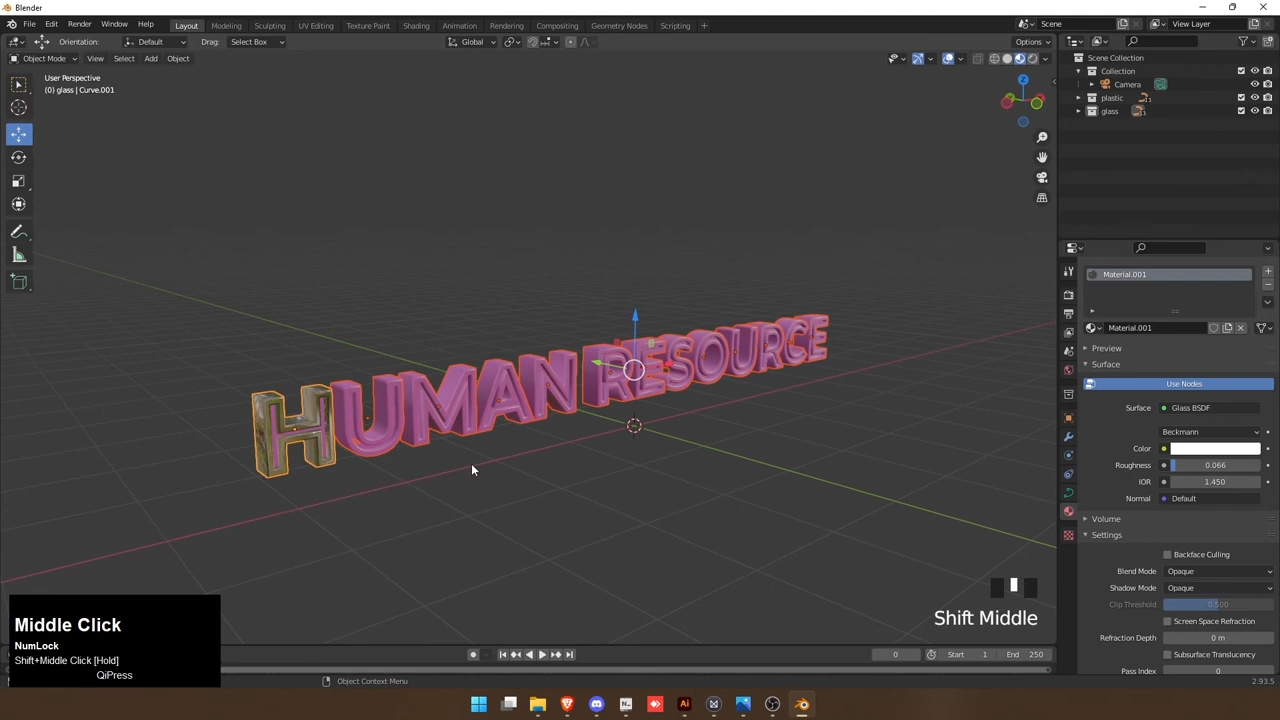 Blender
File Edit Render Window Help
Layout Modeling Sculpting UV Editing Texture Paint Shading Animation Rendering Compositing Geometry Nodes Scripting
Scene
View Layer
Orientation: Default Drag: Select Box
Global
Options
Object Mode View Select Add Object
User Perspective
(0) glass | Curve.001
Z
Scene Collection
Collection
Camera
plastic
glass
HUMAN RESOURCE
Material.001
Material.001
Preview
Surface
Use Nodes
Surface Glass BSDF
Beckmann
Color
Roughness 0.066
IOR 1.450
Normal Default
Volume
Settings
Backface Culling
Blend Mode Opaque
Shadow Mode Opaque
Clip Threshold 0.500
Screen Space Refraction
Refraction Depth 0 m
Subsurface Translucency
Pass Index 0
Shift Middle
Middle Click
NumLock
Shift+Middle Click [Hold]
QiPress
0 Start 1 End 250
Object Context Menu
2.93.5